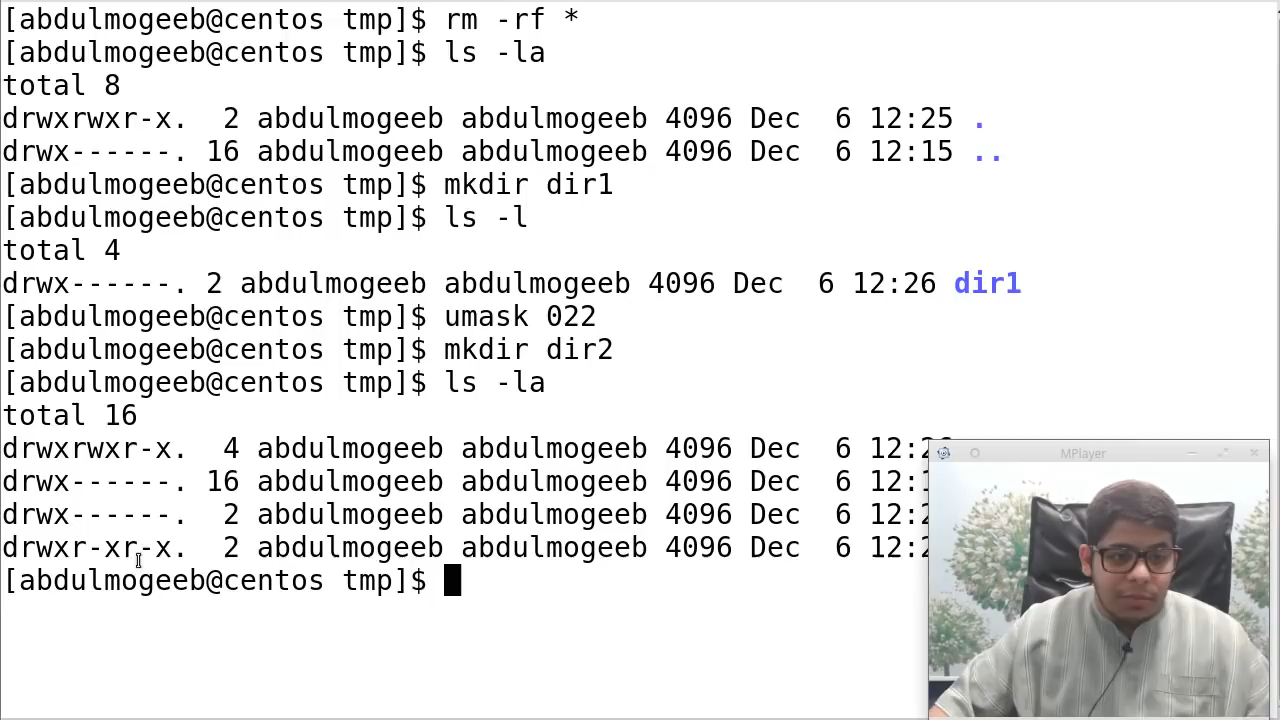 [abdulmogeeb@centos tmp]$ rm -rf *
[abdulmogeeb@centos tmp]$ ls -la
total 8
drwxrwxr-x.  2 abdulmogeeb abdulmogeeb 4096 Dec  6 12:25 .
drwx------. 16 abdulmogeeb abdulmogeeb 4096 Dec  6 12:15 ..
[abdulmogeeb@centos tmp]$ mkdir dir1
[abdulmogeeb@centos tmp]$ ls -l
total 4
drwx------. 2 abdulmogeeb abdulmogeeb 4096 Dec  6 12:26 dir1
[abdulmogeeb@centos tmp]$ umask 022
[abdulmogeeb@centos tmp]$ mkdir dir2
[abdulmogeeb@centos tmp]$ ls -la
total 16
drwxrwxr-x.  4 abdulmogeeb abdulmogeeb 4096 Dec  6
drwx------. 16 abdulmogeeb abdulmogeeb 4096 Dec  6
drwx------.  2 abdulmogeeb abdulmogeeb 4096 Dec  6
drwxr-xr-x.  2 abdulmogeeb abdulmogeeb 4096 Dec  6
[abdulmogeeb@centos tmp]$
MPlayer